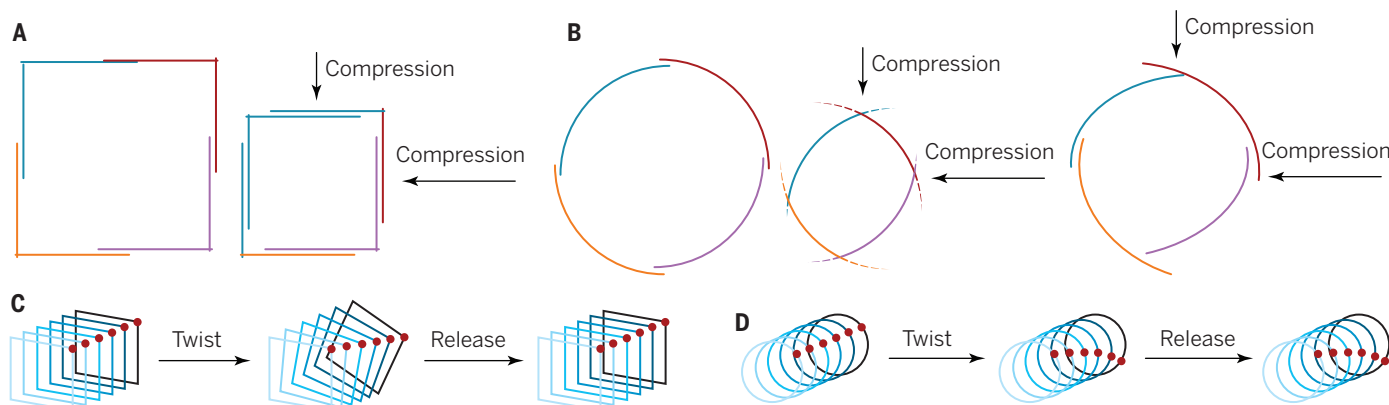 A
Compression
Compression
B
Compression
Compression
Compression
Compression
C
Twist
Release
D
Twist
Release